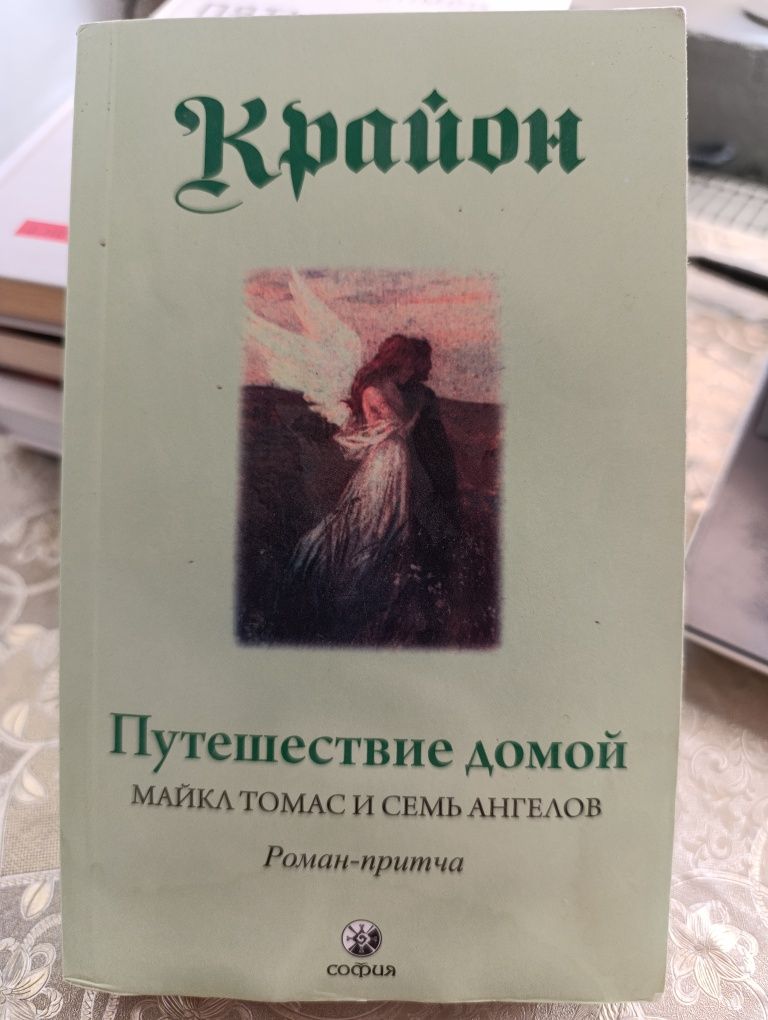 Крайон
Путешествие домой
МАЙКЛ ТОМАС И СЕМЬ АНГЕЛОВ
Роман-притча
СОФИЯ